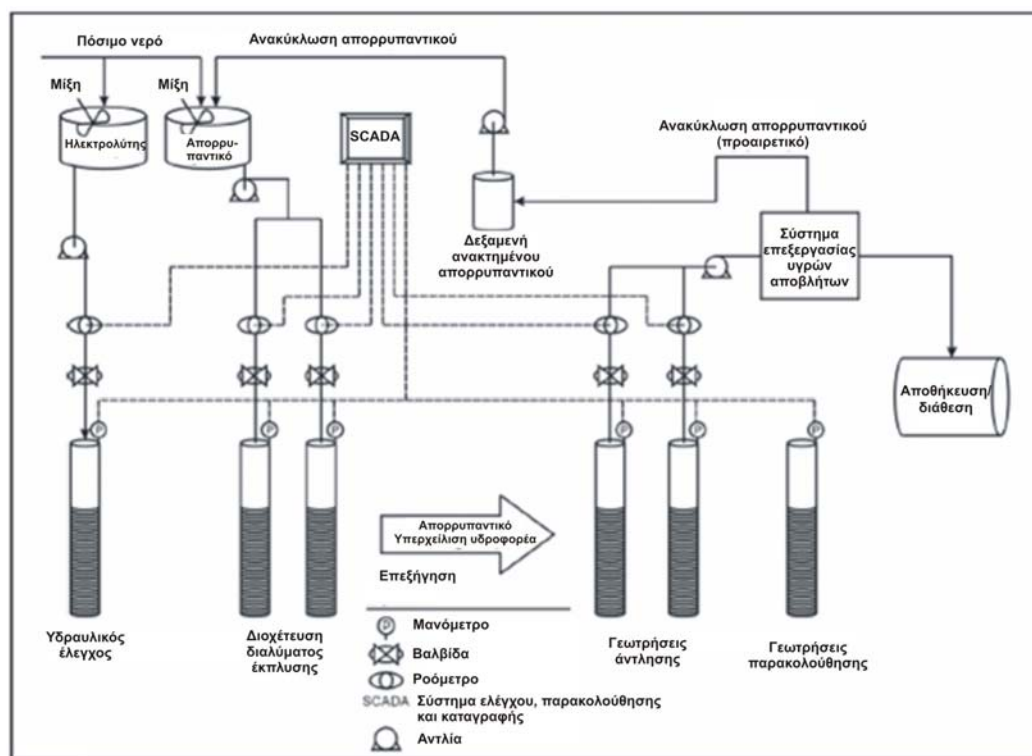 Πόσιμο νερό
Ανακύκλωση απορρυπαντικού
Μίξη
Μίξη
Ηλεκτρολύτης
Απορρυ-
παντικό
SCADA
Ανακύκλωση απορρυπαντικού
(προαιρετικό)
Δεξαμενή
ανακτημένου
απορρυπαντικού
Σύστημα
επεξεργασίας
υγρών
αποβλήτων
Αποθήκευση/
διάθεση
P
P
P
P
P
P
Απορρυπαντικό
Υπερχείλιση υδροφορέα
Υδραυλικός
έλεγχος
Διοχέτευση
διαλύματος
έκπλυσης
Γεωτρήσεις
άντλησης
Γεωτρήσεις
παρακολούθησης
Επεξήγηση
P Μανόμετρο
Βαλβίδα
Ροόμετρο
SCADA Σύστημα ελέγχου, παρακολούθησης
και καταγραφής
Αντλία